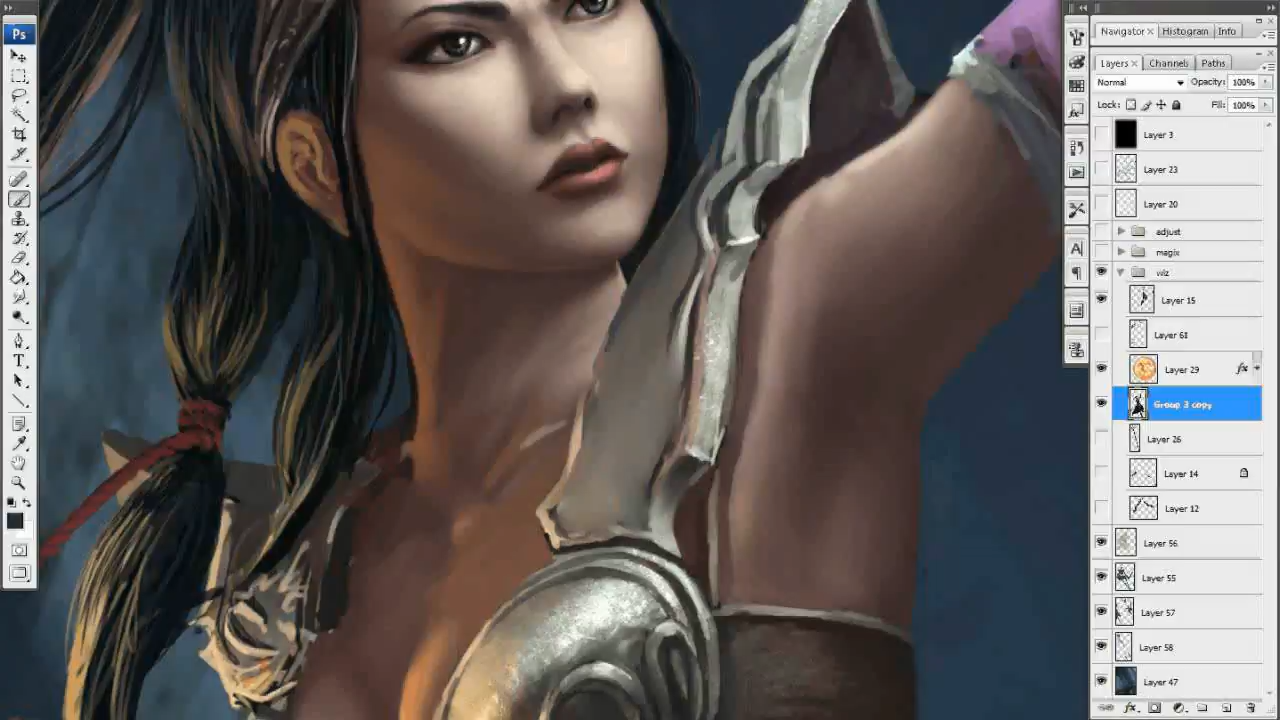 Ps
Navigator × Histogram Info
Layers × Channels Paths
Normal Opacity: 100%
Lock: Fill: 100%
Layer 3
Layer 23
Layer 20
adjust
magix
wiz
Layer 15
Layer 61
Layer 29 fx
Group 3 copy
Layer 26
Layer 14
Layer 12
Layer 56
Layer 55
Layer 57
Layer 58
Layer 47
fx
T
A